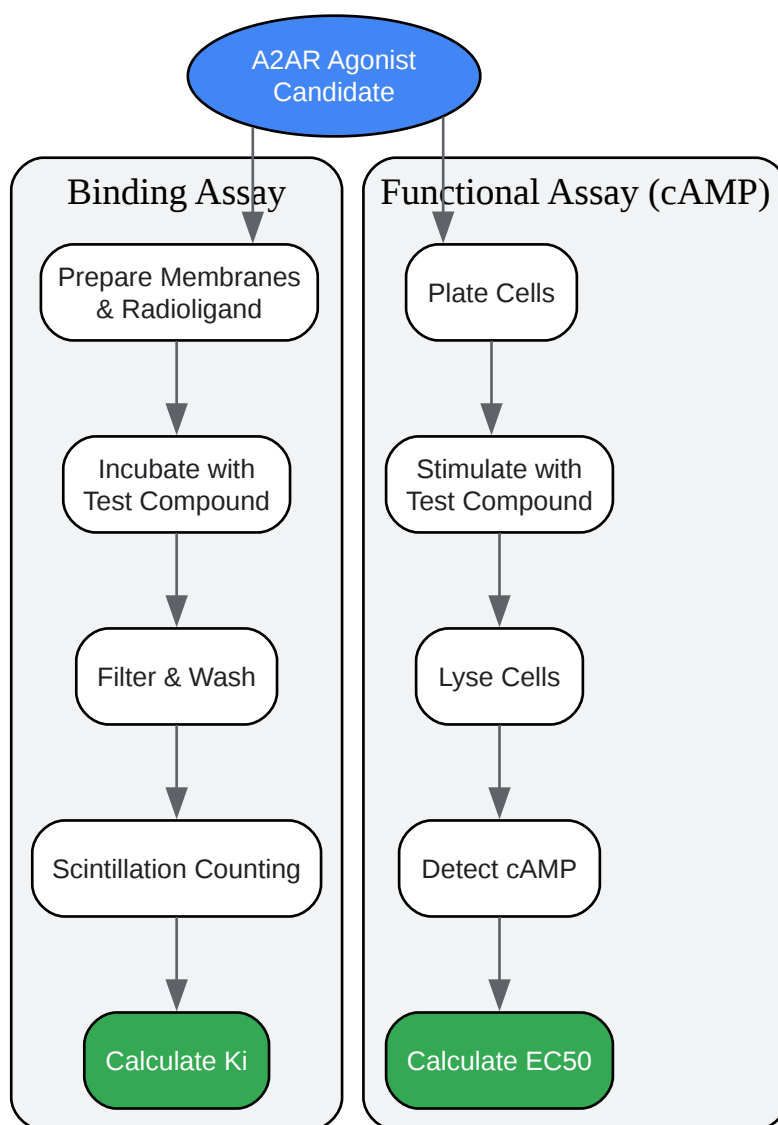 A2AR Agonist
Candidate
Binding Assay
Prepare Membranes
& Radioligand
Incubate with
Test Compound
Filter & Wash
Scintillation Counting
Calculate Ki
Functional Assay (cAMP)
Plate Cells
Stimulate with
Test Compound
Lyse Cells
Detect cAMP
Calculate EC50